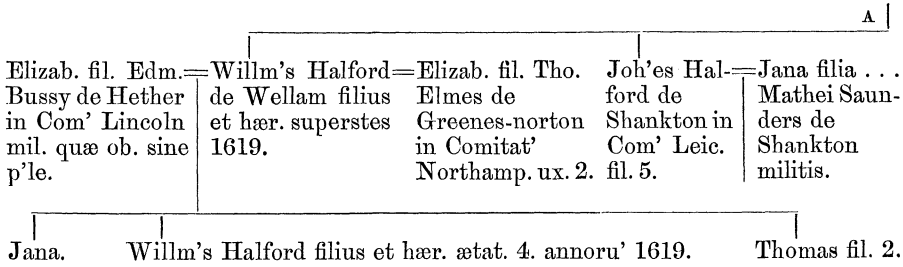 A
Elizab. fil. Edm.=Willm's Halford=Elizab. fil. Tho. Joh'es Hal-=Jana filia . . .
Bussy de Hether de Wellam filius Elmes de ford de Mathei Saun-
in Com' Lincoln et hær. superstes Greenes-norton Shankton in ders de
mil. quæ ob. sine 1619. in Comitat' Com' Leic. Shankton
p'le. Northamp. ux. 2. fil. 5. militis.
Jana. Willm's Halford filius et hær. ætat. 4. annoru' 1619. Thomas fil. 2.